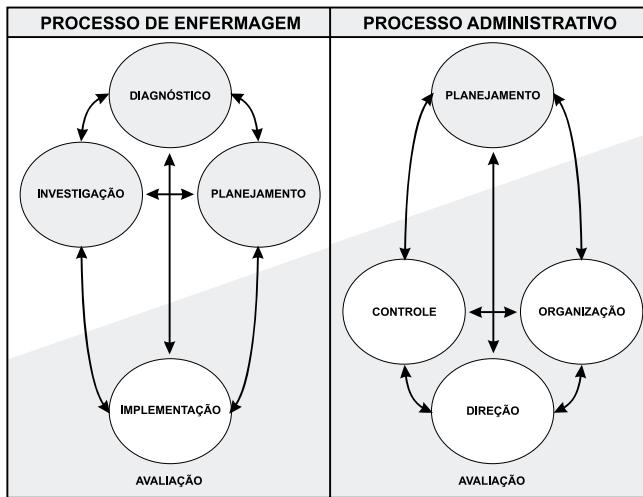 PROCESSO DE ENFERMAGEM
DIAGNÓSTICO
INVESTIGAÇÃO
PLANEJAMENTO
IMPLEMENTAÇÃO
AVALIAÇÃO
PROCESSO ADMINISTRATIVO
PLANEJAMENTO
CONTROLE
ORGANIZAÇÃO
DIREÇÃO
AVALIAÇÃO